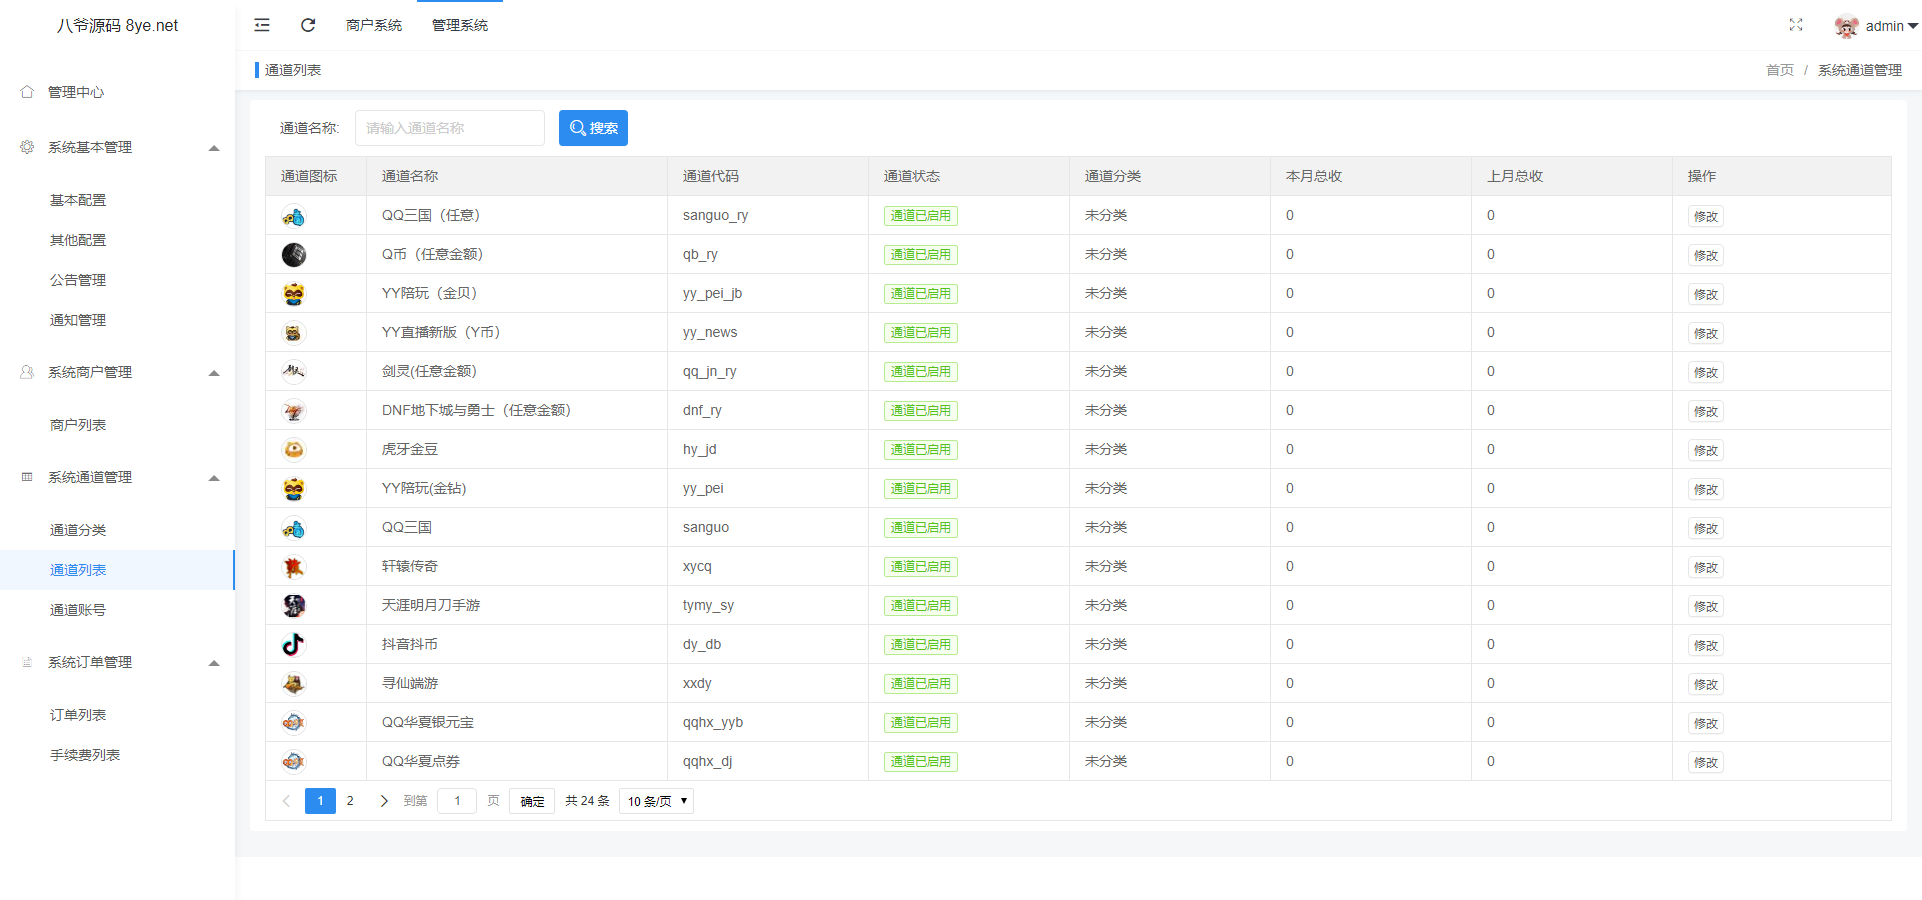 八爷源码 8ye.net
商户系统
管理系统
admin
通道列表
首页 / 系统通道管理
管理中心
系统基本管理
基本配置
其他配置
公告管理
通知管理
系统商户管理
商户列表
系统通道管理
通道分类
通道列表
通道账号
系统订单管理
订单列表
手续费列表
通道名称: 请输入通道名称 搜索
通道图标 通道名称 通道代码 通道状态 通道分类 本月总收 上月总收 操作
QQ三国（任意） sanguo_ry 通道已启用 未分类 0 0 修改
Q币（任意金额） qb_ry 通道已启用 未分类 0 0 修改
YY陪玩（金贝） yy_pei_jb 通道已启用 未分类 0 0 修改
YY直播新版（Y币） yy_news 通道已启用 未分类 0 0 修改
剑灵(任意金额) qq_jn_ry 通道已启用 未分类 0 0 修改
DNF地下城与勇士（任意金额） dnf_ry 通道已启用 未分类 0 0 修改
虎牙金豆 hy_jd 通道已启用 未分类 0 0 修改
YY陪玩(金钻) yy_pei 通道已启用 未分类 0 0 修改
QQ三国 sanguo 通道已启用 未分类 0 0 修改
轩辕传奇 xycq 通道已启用 未分类 0 0 修改
天涯明月刀手游 tymy_sy 通道已启用 未分类 0 0 修改
抖音抖币 dy_db 通道已启用 未分类 0 0 修改
寻仙端游 xxdy 通道已启用 未分类 0 0 修改
QQ华夏银元宝 qqhx_yyb 通道已启用 未分类 0 0 修改
QQ华夏点券 qqhx_dj 通道已启用 未分类 0 0 修改
1 2 到第 1 页 确定 共 24 条 10 条/页